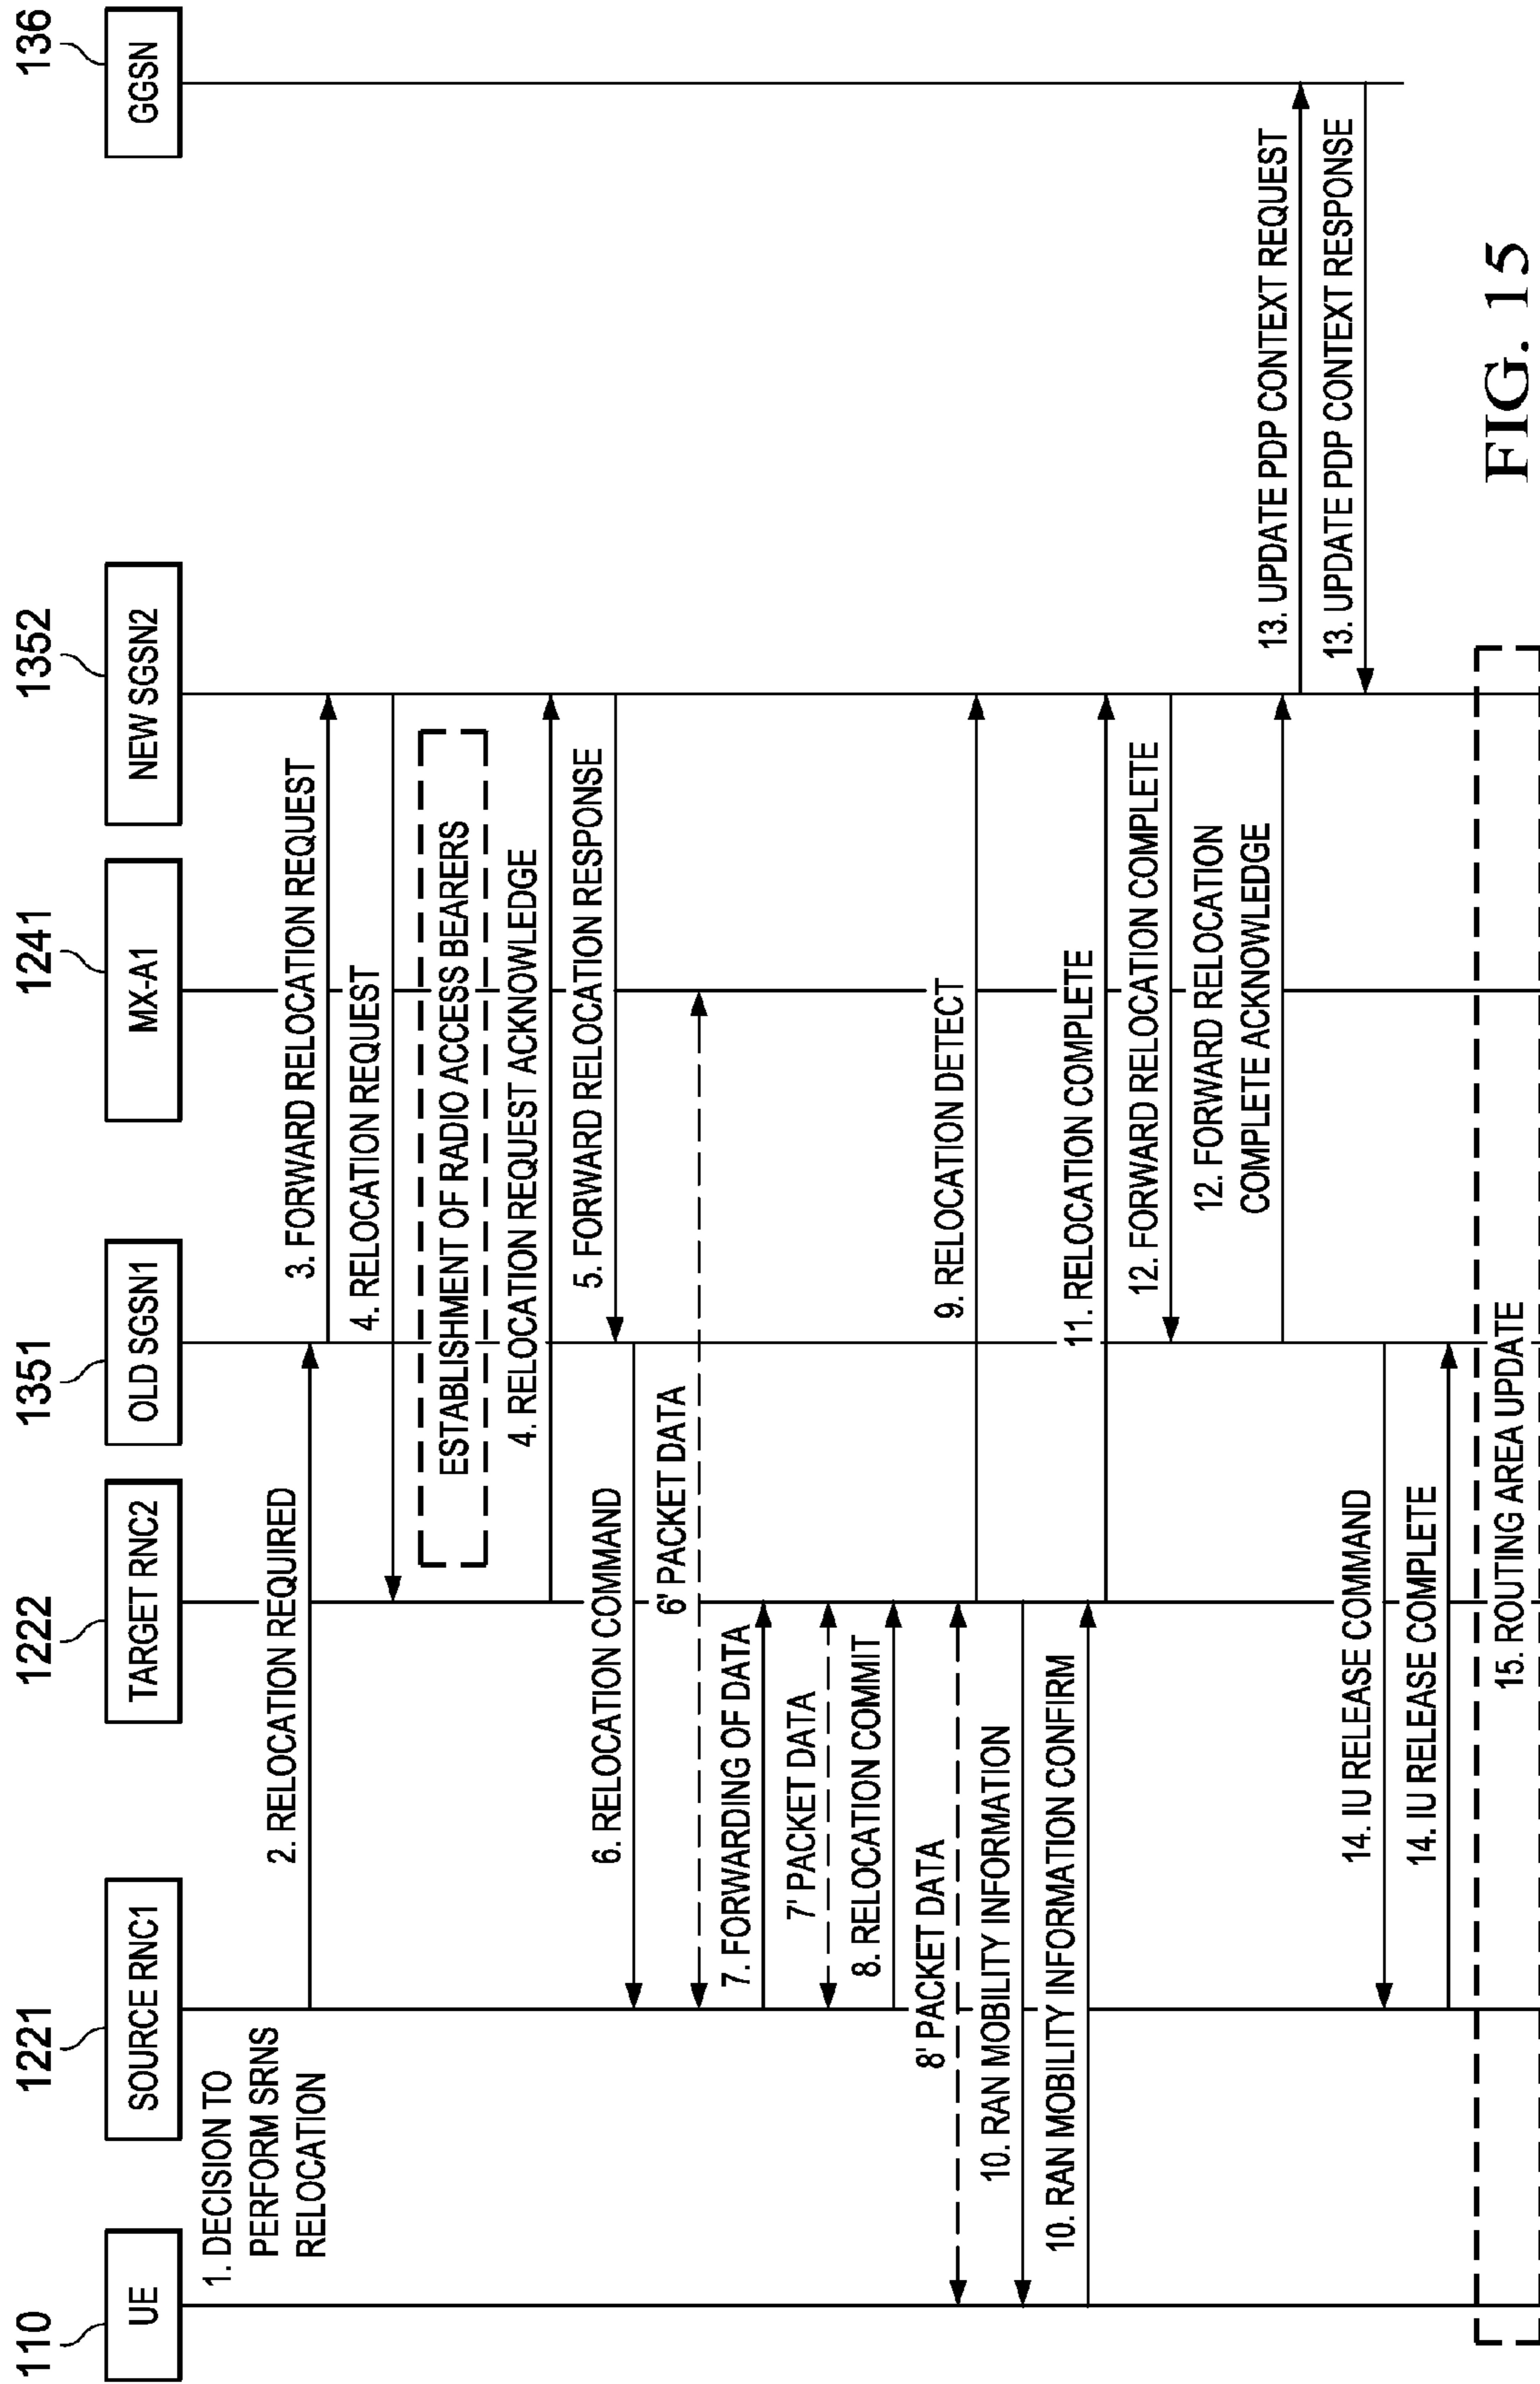 110
1221
1222
1351
1241
1352
136
UE
SOURCE RNC1
TARGET RNC2
OLD SGSN1
MX-A1
NEW SGSN2
GGSN
1. DECISION TO
PERFORM SRNS
RELOCATION
2. RELOCATION REQUIRED
3. FORWARD RELOCATION REQUEST
4. RELOCATION REQUEST
ESTABLISHMENT OF RADIO ACCESS BEARERS
4. RELOCATION REQUEST ACKNOWLEDGE
5. FORWARD RELOCATION RESPONSE
6. RELOCATION COMMAND
6' PACKET DATA
7. FORWARDING OF DATA
7' PACKET DATA
8. RELOCATION COMMIT
8' PACKET DATA
9. RELOCATION DETECT
10. RAN MOBILITY INFORMATION
10. RAN MOBILITY INFORMATION CONFIRM
11. RELOCATION COMPLETE
12. FORWARD RELOCATION COMPLETE
12. FORWARD RELOCATION
COMPLETE ACKNOWLEDGE
13. UPDATE PDP CONTEXT REQUEST
13. UPDATE PDP CONTEXT RESPONSE
14. IU RELEASE COMMAND
14. IU RELEASE COMPLETE
15. ROUTING AREA UPDATE
FIG. 15